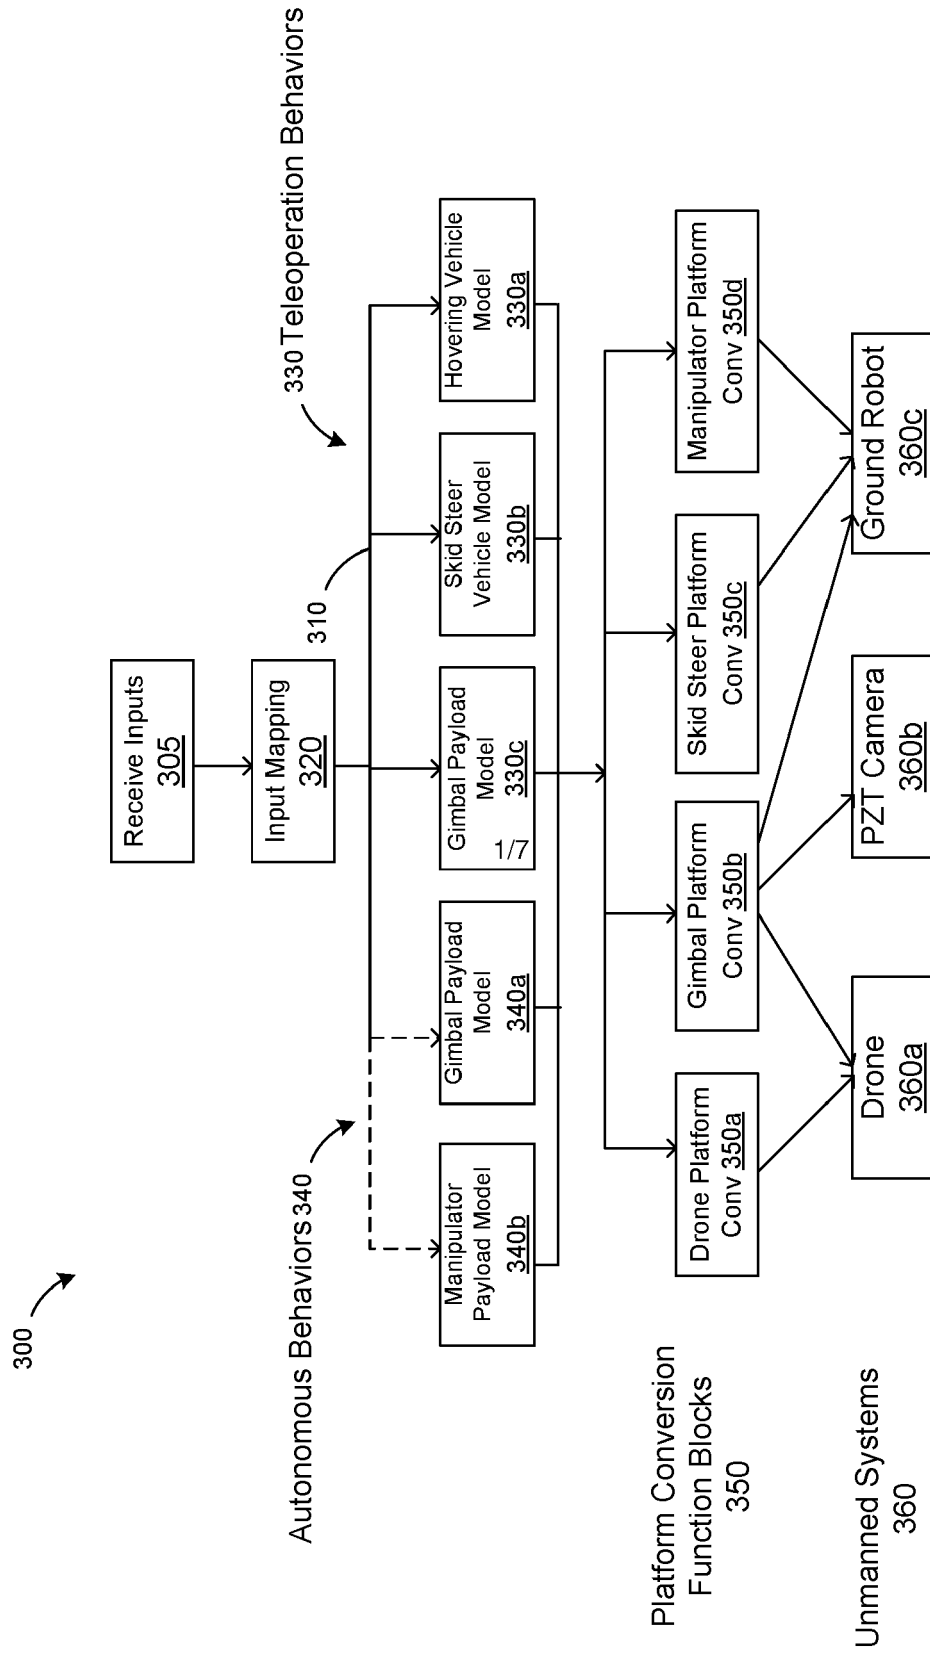 300
Receive Inputs
305
Input Mapping
320
310
Autonomous Behaviors 340
330 Teleoperation Behaviors
Manipulator
Payload Model
340b
Gimbal Payload
Model
340a
Gimbal Payload
Model
330c
1/7
Skid Steer
Vehicle Model
330b
Hovering Vehicle
Model
330a
Platform Conversion
Function Blocks
350
Drone Platform
Conv 350a
Gimbal Platform
Conv 350b
Skid Steer Platform
Conv 350c
Manipulator Platform
Conv 350d
Unmanned Systems
360
Drone
360a
PZT Camera
360b
Ground Robot
360c